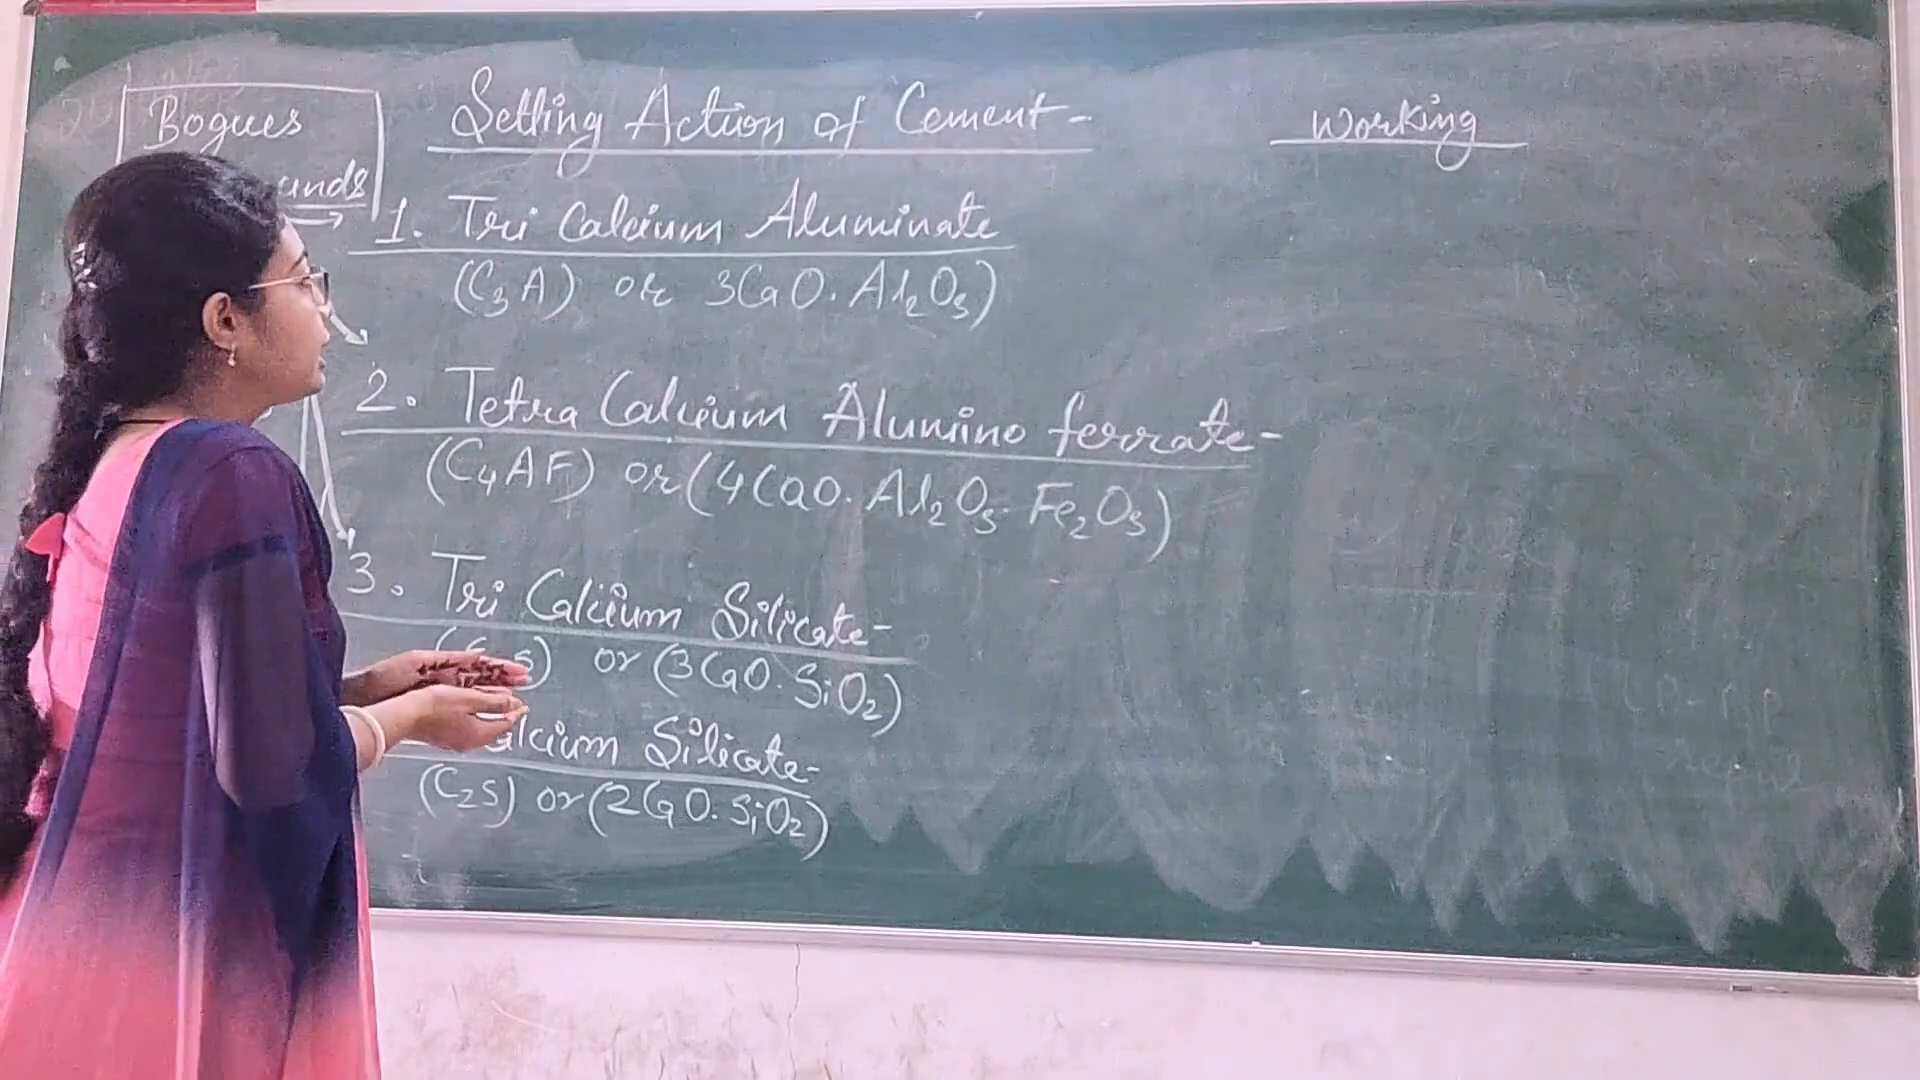 Bogues
Setting Action of Cement-
Working
unds
1. Tri Calcium Aluminate
(C₃A) or 3CaO.Al₂O₃)
2. Tetra Calcium Alumino ferrate-
(C₄AF) or (4CaO.Al₂O₃.Fe₂O₃)
3. Tri Calcium Silicate-
S) or (3CaO.SiO₂)
alcium Silicate-
(C₂S) or (2CaO.SiO₂)